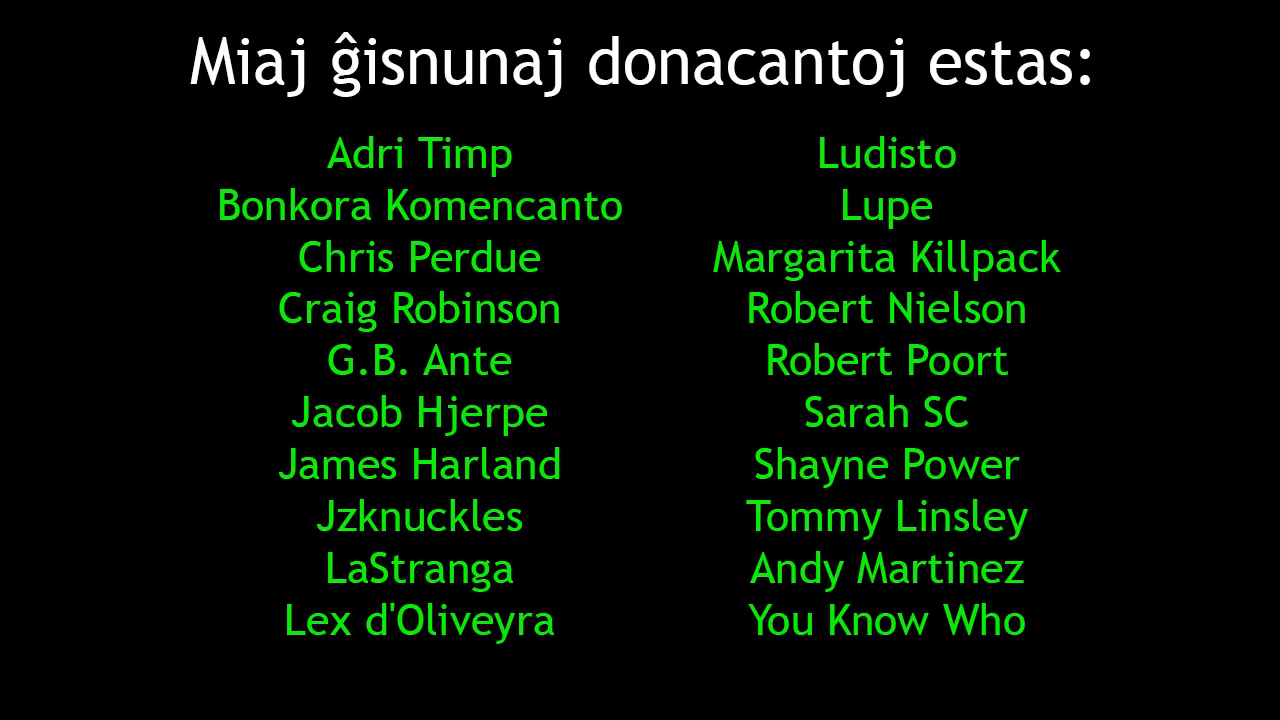 Miaj ĝisnunaj donacantoj estas:
Adri Timp
Bonkora Komencanto
Chris Perdue
Craig Robinson
G.B. Ante
Jacob Hjerpe
James Harland
Jzknuckles
LaStranga
Lex d'Oliveyra
Ludisto
Lupe
Margarita Killpack
Robert Nielson
Robert Poort
Sarah SC
Shayne Power
Tommy Linsley
Andy Martinez
You Know Who